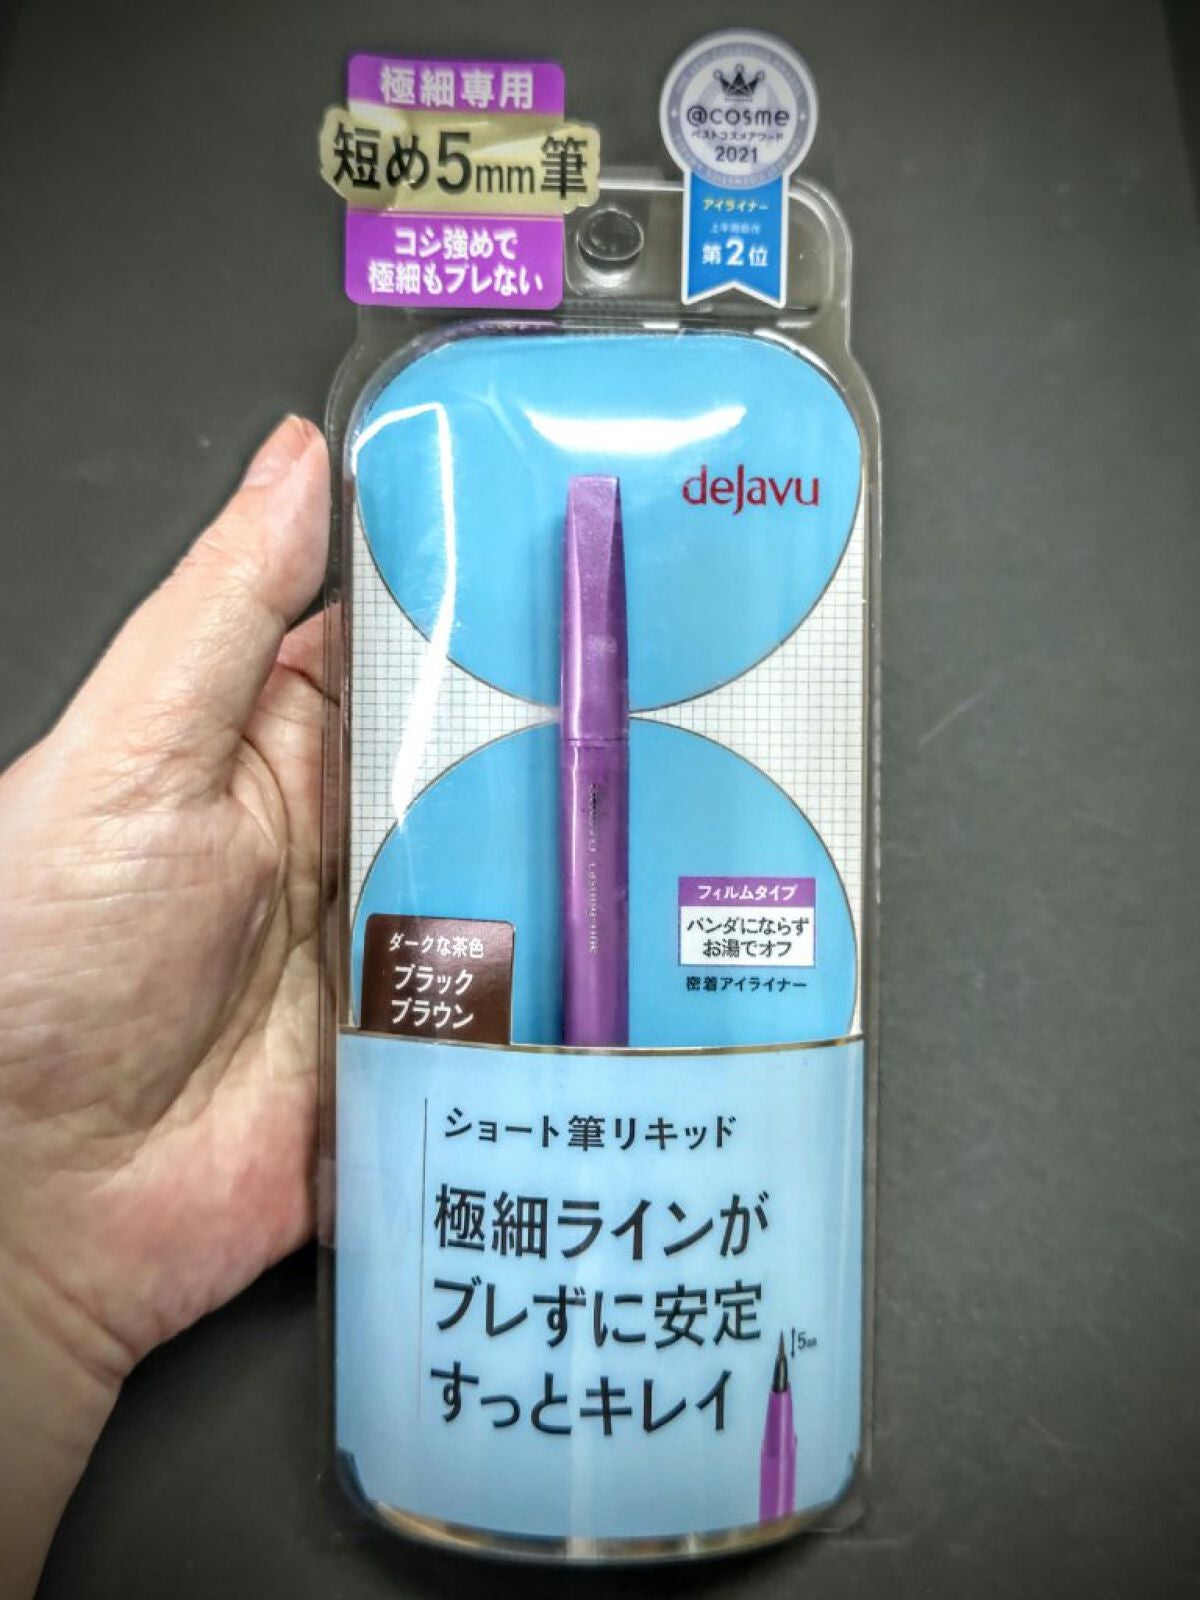 極細専用
短め5mm筆
コシ強めで
極細もブレない
@cosme
ベストコスメアワード
2021
アイライナー
上半期新作
第2位
deJavu
フィルムタイプ
パンダにならず
お湯でオフ
密着アイライナー
ダークな茶色
ブラック
ブラウン
ショート筆リキッド
極細ラインが
ブレずに安定
すっとキレイ
5mm